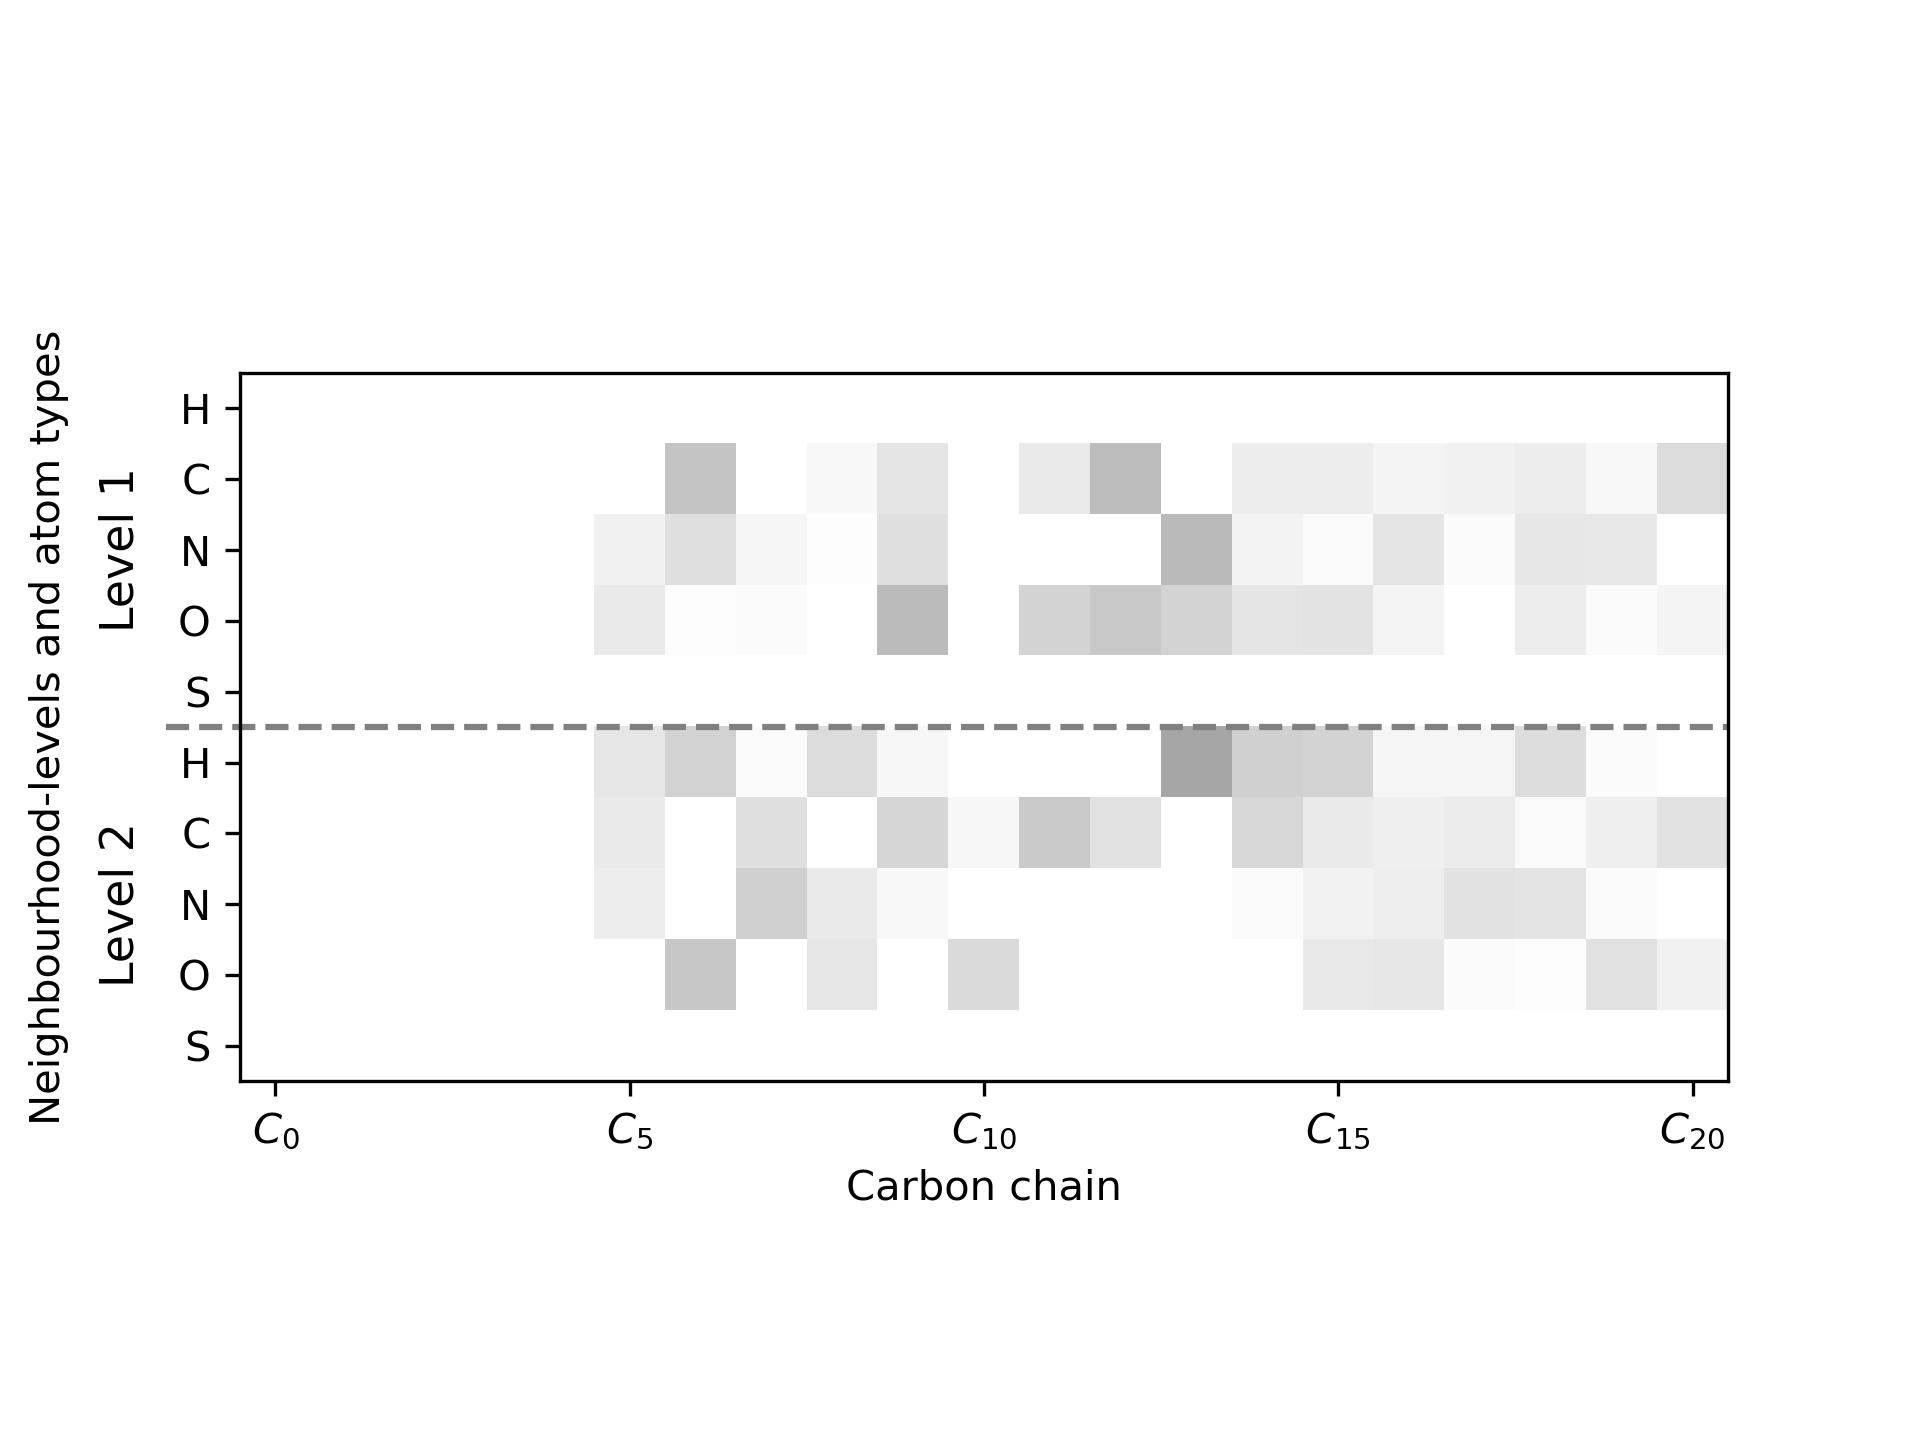 Neighbourhood-levels and atom types
Level 1
H
C
N
O
S
Level 2
H
C
N
O
S
C0
C5
C10
C15
C20
Carbon chain